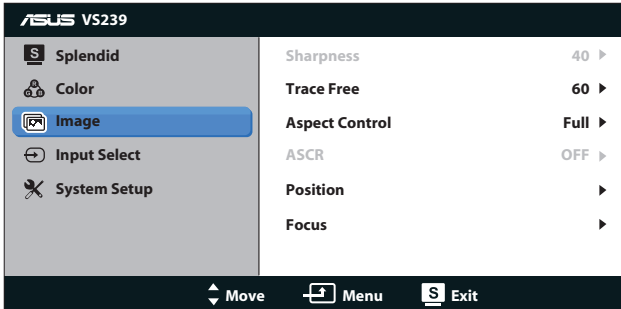 ASUS VS239
S Splendid
Color
Image
Input Select
System Setup
Sharpness 40
Trace Free 60
Aspect Control Full
ASCR OFF
Position
Focus
Move Menu S Exit